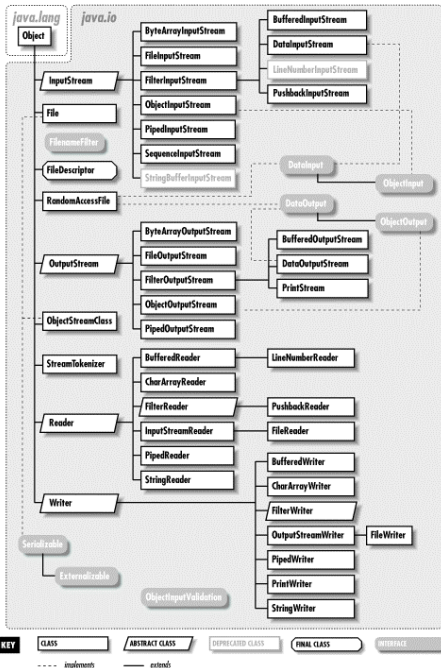 java.lang
java.io
Object
InputStream
ByteArrayInputStream
FileInputStream
FilterInputStream
ObjectInputStream
PipedInputStream
SequenceInputStream
StringBufferInputStream
BufferedInputStream
DataInputStream
LineNumberInputStream
PushbackInputStream
File
FilenameFilter
FileDescriptor
RandomAccessFile
DataInput
ObjectInput
DataOutput
ObjectOutput
OutputStream
ByteArrayOutputStream
FileOutputStream
FilterOutputStream
ObjectOutputStream
PipedOutputStream
BufferedOutputStream
DataOutputStream
PrintStream
ObjectStreamClass
StreamTokenizer
Reader
BufferedReader
CharArrayReader
FilterReader
InputStreamReader
PipedReader
StringReader
LineNumberReader
PushbackReader
FileReader
Writer
BufferedWriter
CharArrayWriter
FilterWriter
OutputStreamWriter
FileWriter
PipedWriter
PrintWriter
StringWriter
Serializable
Externalizable
ObjectInputValidation
KEY
CLASS
ABSTRACT CLASS
DEPRECATED CLASS
FINAL CLASS
INTERFACE
implements
extends